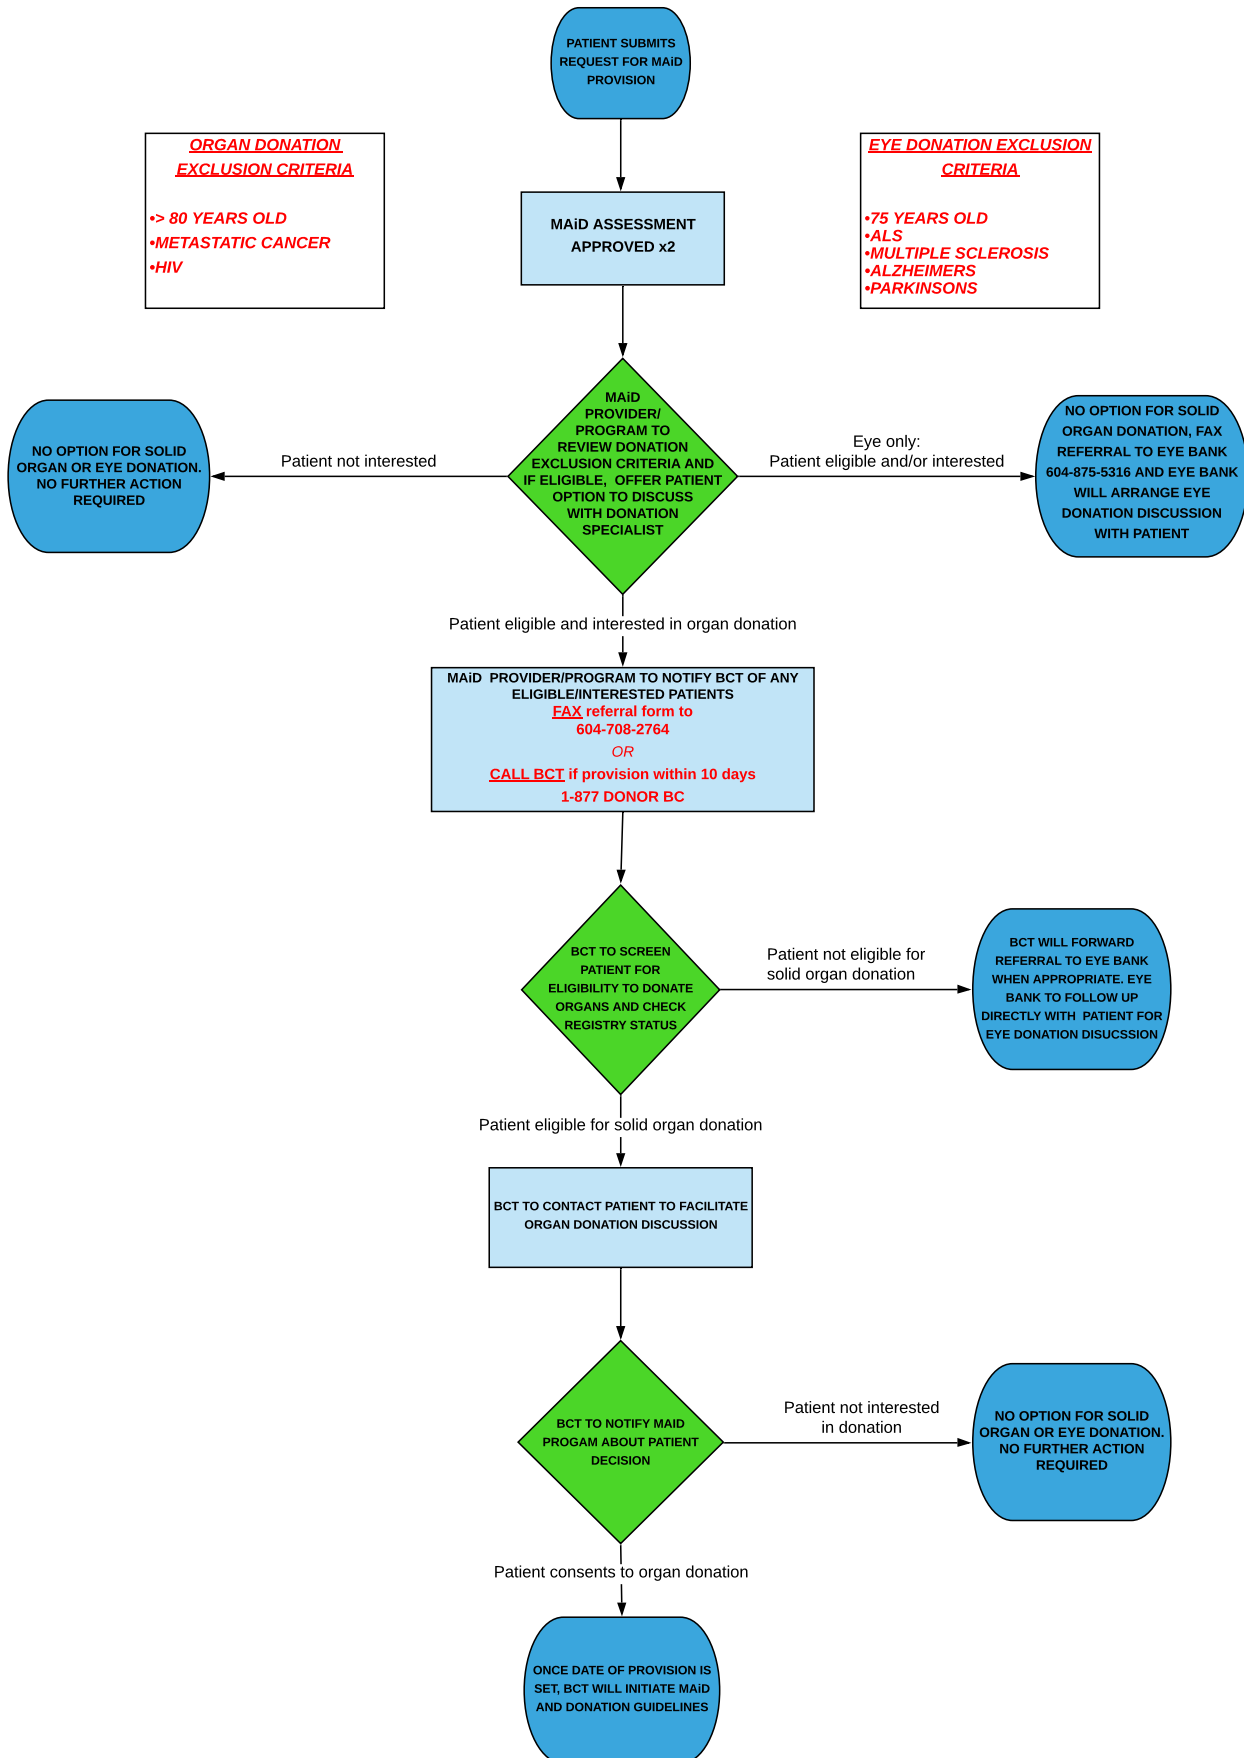 PATIENT SUBMITS
REQUEST FOR MAiD
PROVISION
ORGAN DONATION
EXCLUSION CRITERIA
•> 80 YEARS OLD
•METASTATIC CANCER
•HIV
EYE DONATION EXCLUSION
CRITERIA
•75 YEARS OLD
•ALS
•MULTIPLE SCLEROSIS
•ALZHEIMERS
•PARKINSONS
MAiD ASSESSMENT
APPROVED x2
MAiD
PROVIDER/
PROGRAM TO
REVIEW DONATION
EXCLUSION CRITERIA AND
IF ELIGIBLE, OFFER PATIENT
OPTION TO DISCUSS
WITH DONATION
SPECIALIST
Patient not interested
NO OPTION FOR SOLID
ORGAN OR EYE DONATION.
NO FURTHER ACTION
REQUIRED
Eye only:
Patient eligible and/or interested
NO OPTION FOR SOLID
ORGAN DONATION, FAX
REFERRAL TO EYE BANK
604-875-5316 AND EYE BANK
WILL ARRANGE EYE
DONATION DISCUSSION
WITH PATIENT
Patient eligible and interested in organ donation
MAiD PROVIDER/PROGRAM TO NOTIFY BCT OF ANY
ELIGIBLE/INTERESTED PATIENTS
FAX referral form to
604-708-2764
OR
CALL BCT if provision within 10 days
1-877 DONOR BC
BCT TO SCREEN
PATIENT FOR
ELIGIBILITY TO DONATE
ORGANS AND CHECK
REGISTRY STATUS
Patient not eligible for
solid organ donation
BCT WILL FORWARD
REFERRAL TO EYE BANK
WHEN APPROPRIATE. EYE
BANK TO FOLLOW UP
DIRECTLY WITH PATIENT FOR
EYE DONATION DISUCSSION
Patient eligible for solid organ donation
BCT TO CONTACT PATIENT TO FACILITATE
ORGAN DONATION DISCUSSION
BCT TO NOTIFY MAID
PROGAM ABOUT PATIENT
DECISION
Patient not interested
in donation
NO OPTION FOR SOLID
ORGAN OR EYE DONATION.
NO FURTHER ACTION
REQUIRED
Patient consents to organ donation
ONCE DATE OF PROVISION IS
SET, BCT WILL INITIATE MAiD
AND DONATION GUIDELINES